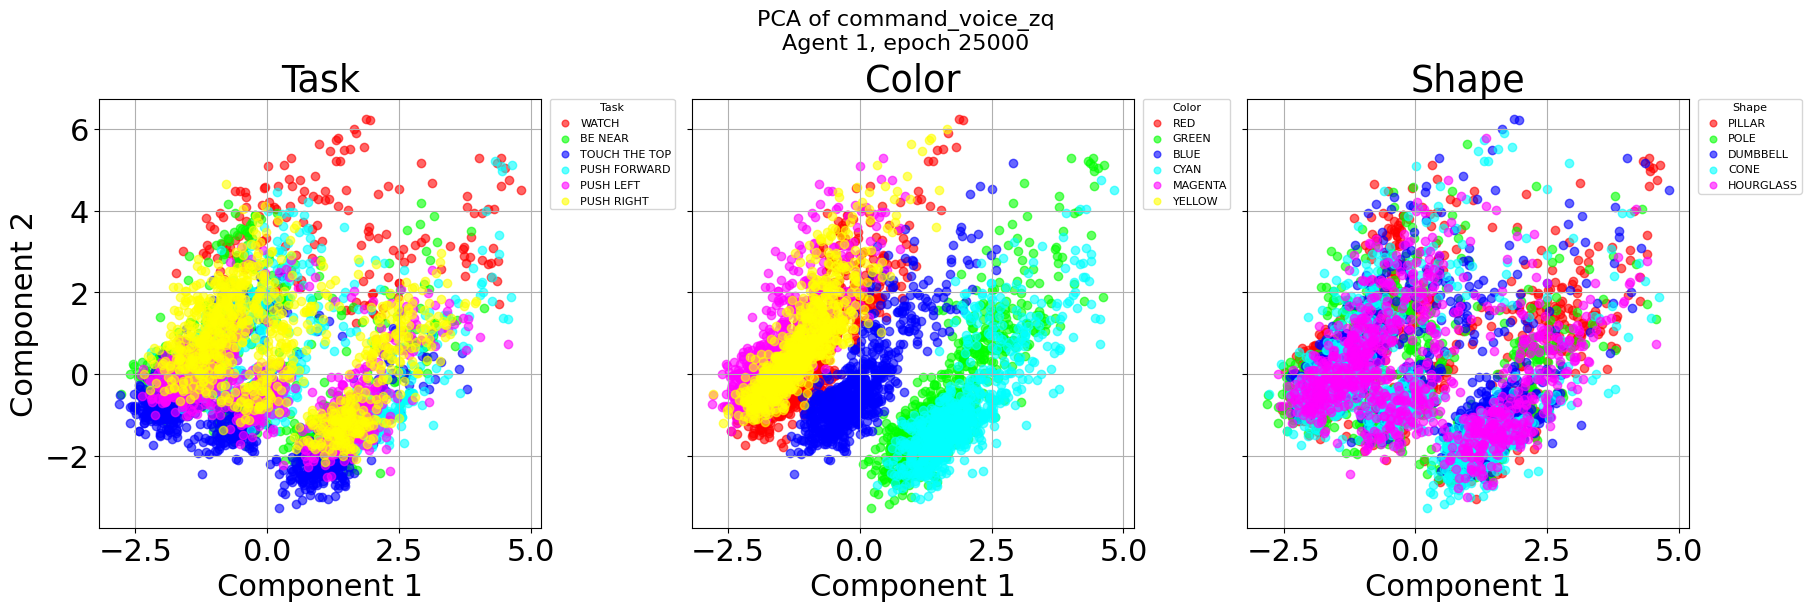 PCA of command_voice_zq
Agent 1, epoch 25000
Task
Color
Shape
Task
WATCH
BE NEAR
TOUCH THE TOP
PUSH FORWARD
PUSH LEFT
PUSH RIGHT
Color
RED
GREEN
BLUE
CYAN
MAGENTA
YELLOW
Shape
PILLAR
POLE
DUMBBELL
CONE
HOURGLASS
Component 2
6
4
2
0
−2
−2.5 0.0 2.5 5.0
−2.5 0.0 2.5 5.0
−2.5 0.0 2.5 5.0
Component 1
Component 1
Component 1